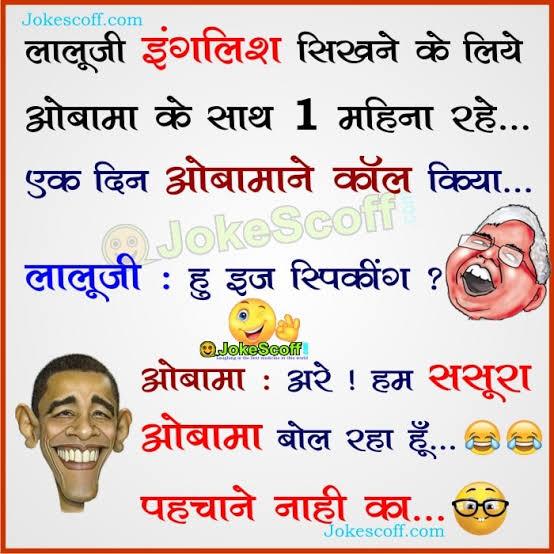 Jokescoff.com
लालूजी इंगलिश सिखने के लिये
ओबामा के साथ 1 महिना रहे...
एक दिन ओबामाने कॉल किया...
JokeScoff.com
लालूजी : हु इज स्पिकींग ?
JokeScoff!
ओबामा : अरे ! हम ससूरा
ओबामा बोल रहा हूँ...
पहचाने नाही का...
Jokescoff.com